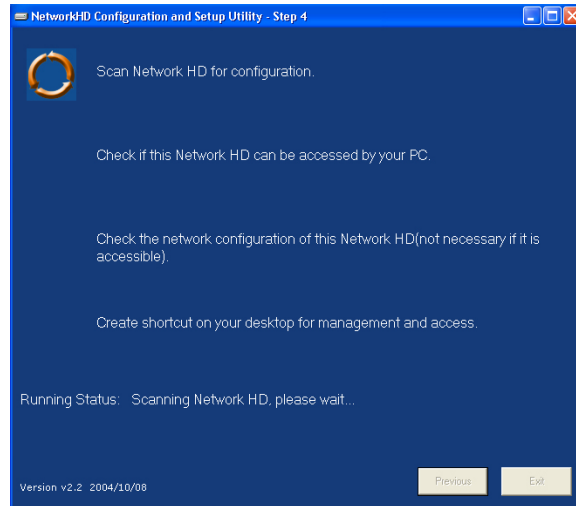 NetworkHD Configuration and Setup Utility - Step 4
Scan Network HD for configuration.
Check if this Network HD can be accessed by your PC.
Check the network configuration of this Network HD(not necessary if it is
accessible).
Create shortcut on your desktop for management and access.
Running Status: Scanning Network HD, please wait...
Version v2.2 2004/10/08
Previous
Exit